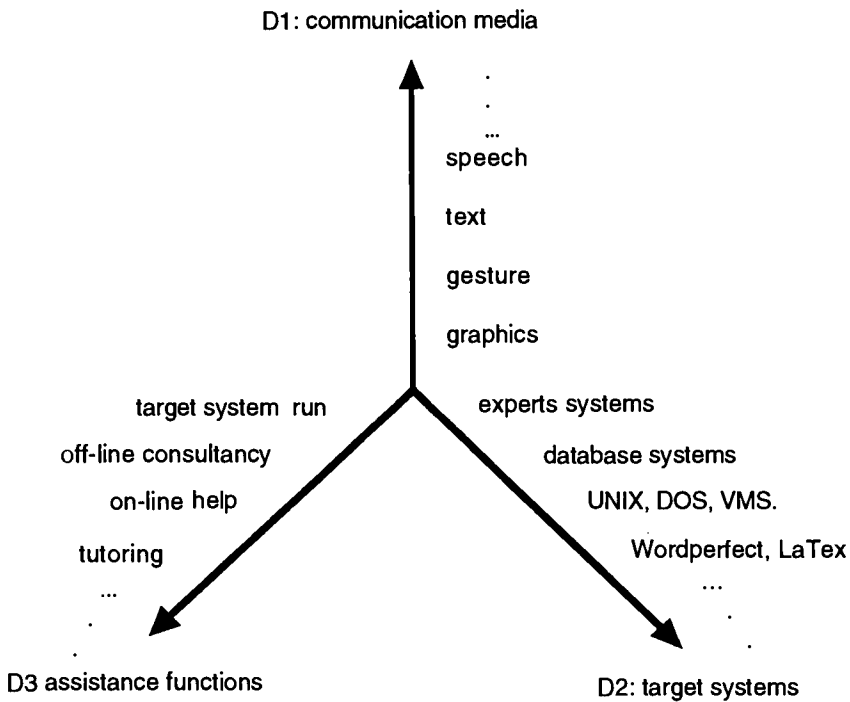 D1: communication media
...
speech
text
gesture
graphics
target system run
experts systems
off-line consultancy
database systems
on-line help
UNIX, DOS, VMS.
tutoring
Wordperfect, LaTex
...
...
D3 assistance functions
D2: target systems